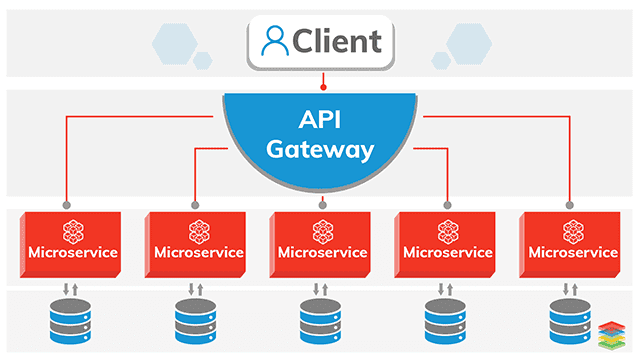 Client
API
Gateway
Microservice
Microservice
Microservice
Microservice
Microservice